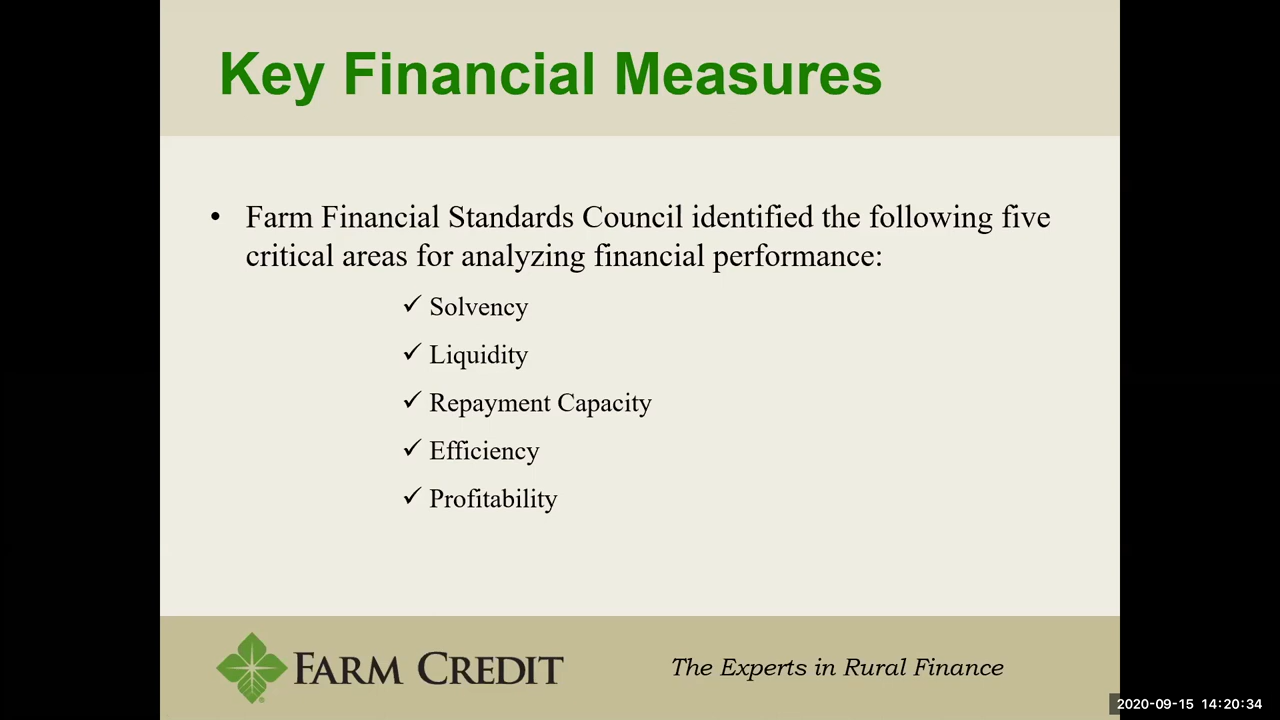 Key Financial Measures
• Farm Financial Standards Council identified the following five
critical areas for analyzing financial performance:
✓ Solvency
✓ Liquidity
✓ Repayment Capacity
✓ Efficiency
✓ Profitability
FARM CREDIT
The Experts in Rural Finance
2020-09-15 14:20:34